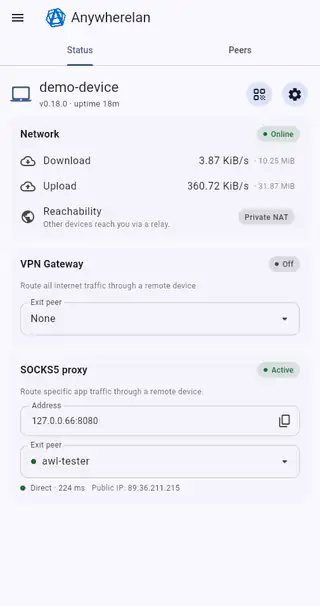 Anywherelan
Status
Peers
demo-device
v0.18.0 · uptime 18m
Network
Online
Download
3.87 KiB/s · 10.25 MiB
Upload
360.72 KiB/s · 31.87 MiB
Reachability
Other devices reach you via a relay.
Private NAT
VPN Gateway
Off
Route all internet traffic through a remote device
Exit peer
None
SOCKS5 proxy
Active
Route specific app traffic through a remote device.
Address
127.0.0.66:8080
Exit peer
awl-tester
Direct · 224 ms Public IP: 89.36.211.215